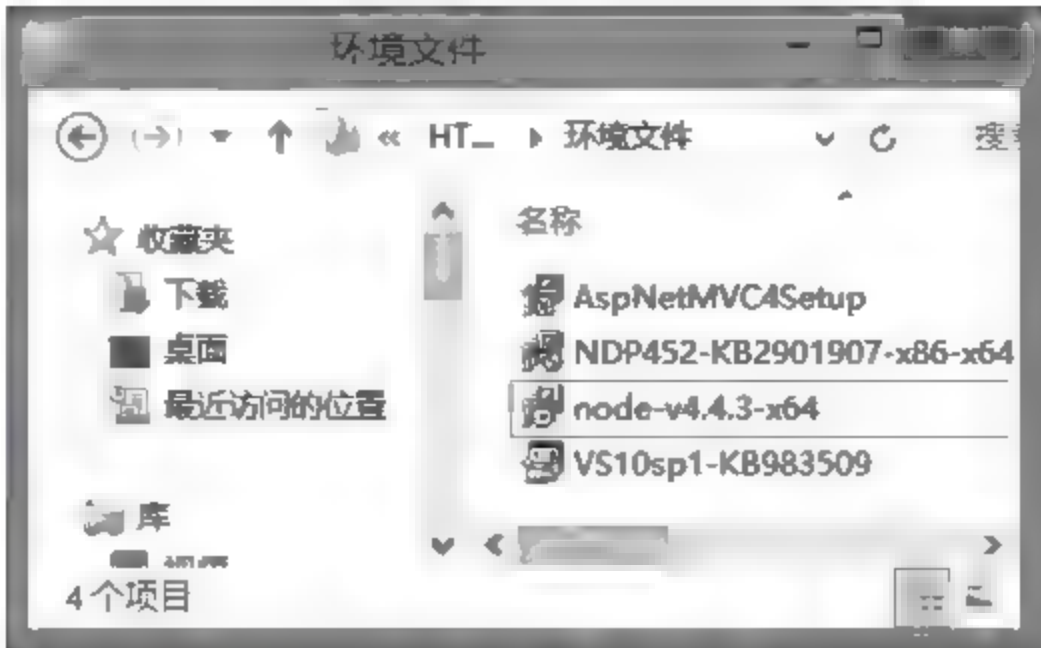 环境文件
« HT... 环境文件
收藏夹
下载
桌面
最近访问的位置
库
名称
AspNetMVC4Setup
NDP452-KB2901907-x86-x64
node-v4.4.3-x64
VS10sp1-KB983509
4 个项目